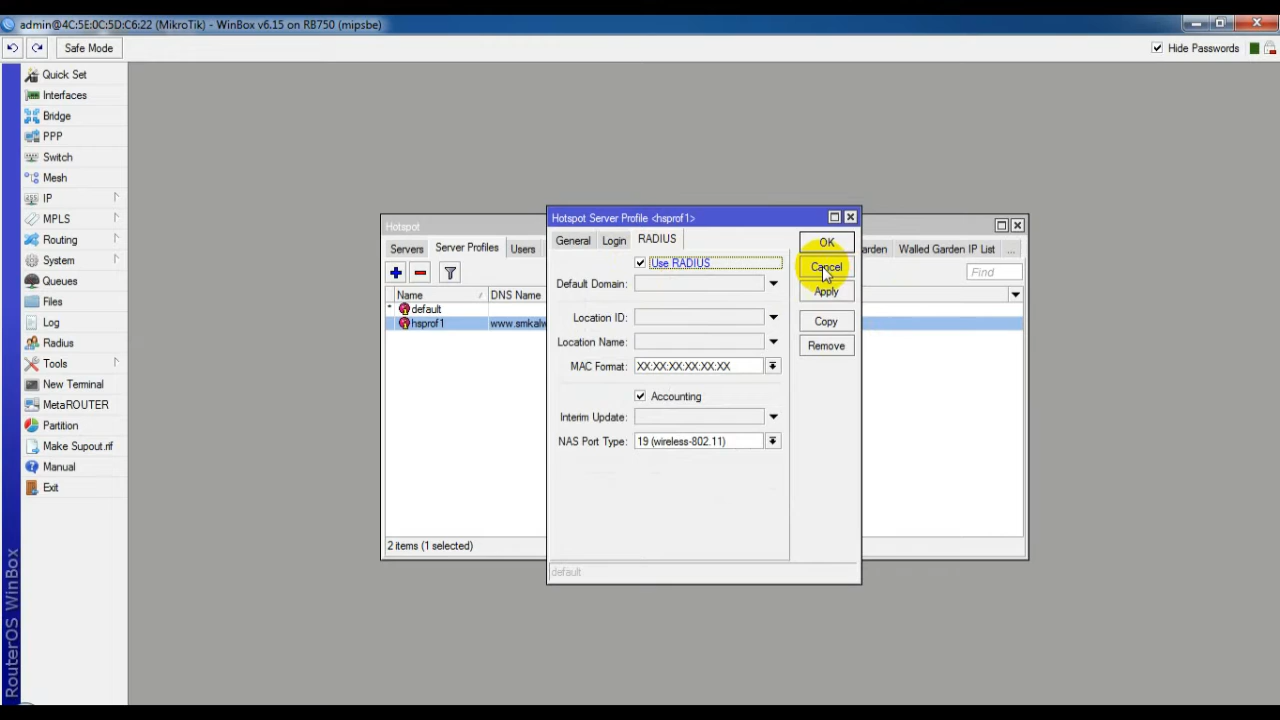 admin@4C:5E:0C:5D:C6:22 (MikroTik) - WinBox v6.15 on RB750 (mipsbe)
Safe Mode
Hide Passwords
Quick Set
Interfaces
Bridge
PPP
Switch
Mesh
IP
MPLS
Routing
System
Queues
Files
Log
Radius
Tools
New Terminal
MetaROUTER
Partition
Make Supout.rif
Manual
Exit
RouterOS WinBox
Hotspot
Servers
Server Profiles
Users
Walled Garden IP List
...
Find
Name
DNS Name
* default
hsprof1
www.smkalw
2 items (1 selected)
Hotspot Server Profile <hsprof1>
General
Login
RADIUS
Use RADIUS
Default Domain:
Location ID:
Location Name:
MAC Format: XX:XX:XX:XX:XX:XX
Accounting
Interim Update:
NAS Port Type: 19 (wireless-802.11)
default
OK
Cancel
Apply
Copy
Remove
arden